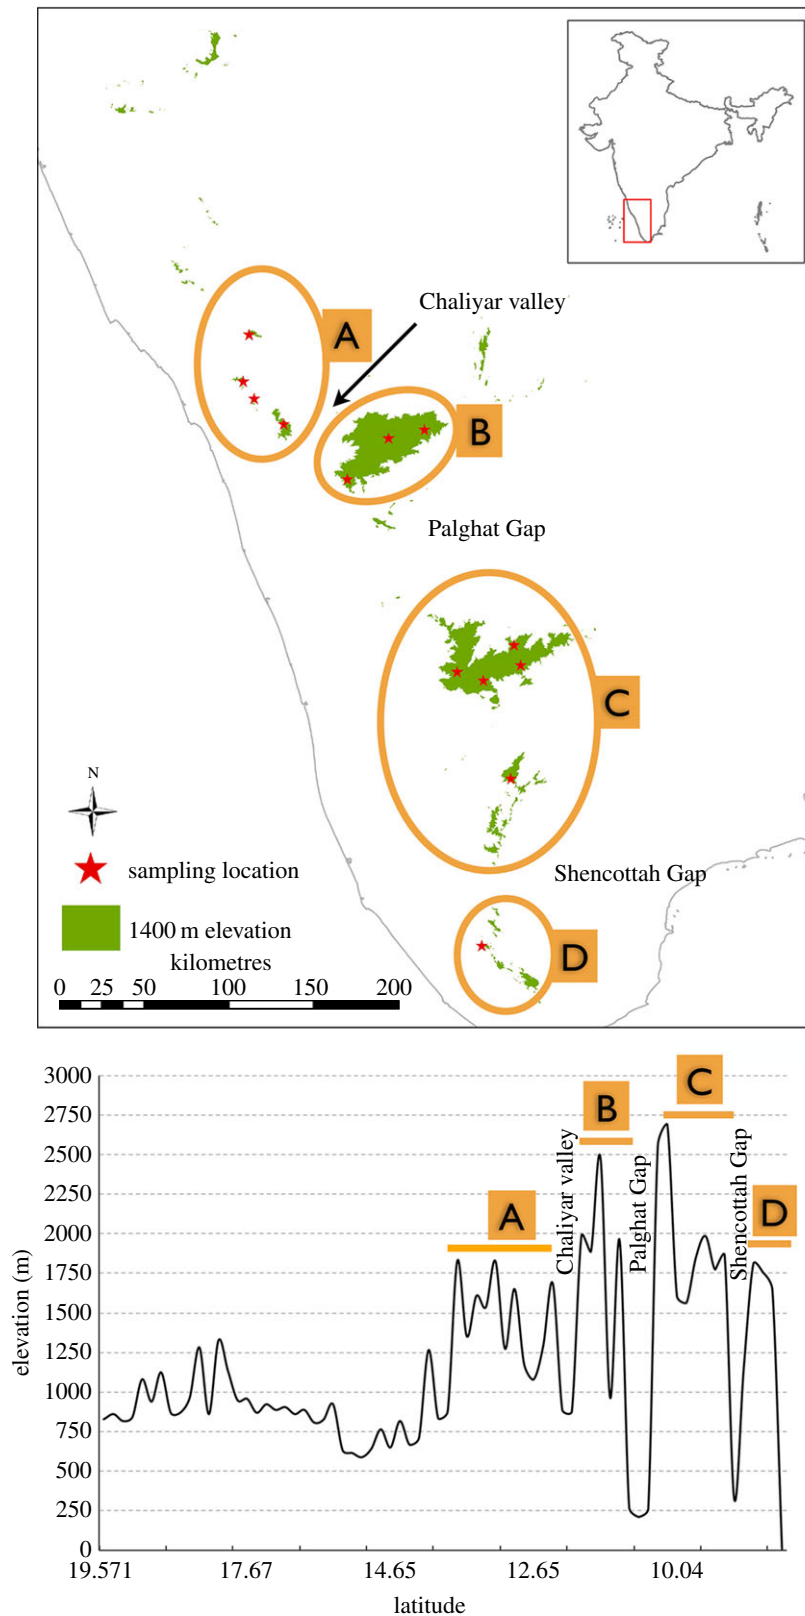 Chaliyar valley
A
B
Palghat Gap
C
N
sampling location
Shencottah Gap
1400 m elevation
D
kilometres
0 25 50 100 150 200
3000
2750
2500
2250
2000
1750
1500
1250
1000
750
500
250
0
elevation (m)
A
Chaliyar valley
B
Palghat Gap
C
Shencottah Gap
D
19.571 17.67 14.65 12.65 10.04
latitude